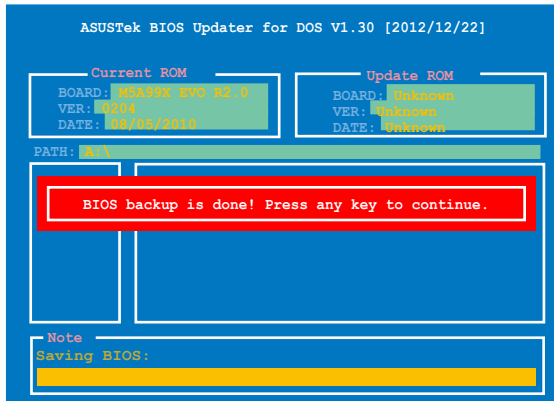 ASUSTek BIOS Updater for DOS V1.30 [2012/12/22]
Current ROM
BOARD: M5A99X EVO R2.0
VER: 0204
DATE: 08/05/2010
Update ROM
BOARD: Unknown
VER: Unknown
DATE: Unknown
PATH: A:\
BIOS backup is done! Press any key to continue.
Note
Saving BIOS: